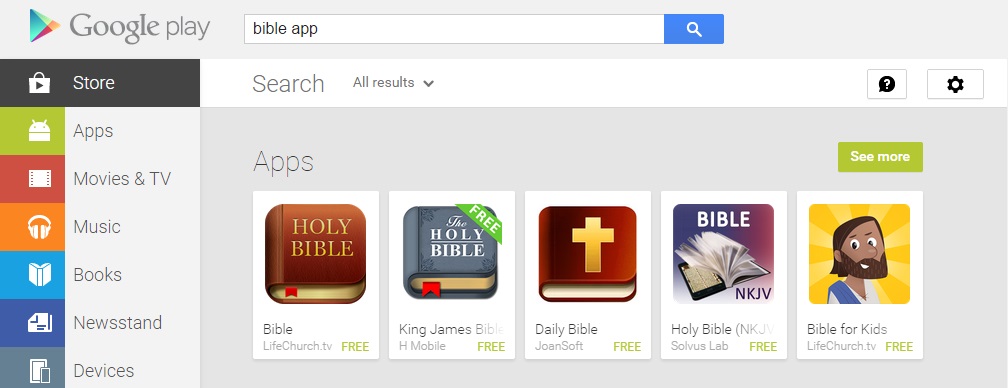 Google play
bible app
Store
Search
All results
Apps
Movies & TV
Music
Books
Newsstand
Devices
Apps
See more
HOLY
BIBLE
Bible
LifeChurch.tv
FREE
FREE
The
HOLY
BIBLE
King James Bible
H Mobile
FREE
Daily Bible
JoanSoft
FREE
BIBLE
NKJV
Holy Bible (NKJV
Solvus Lab
FREE
Bible for Kids
LifeChurch.tv
FREE